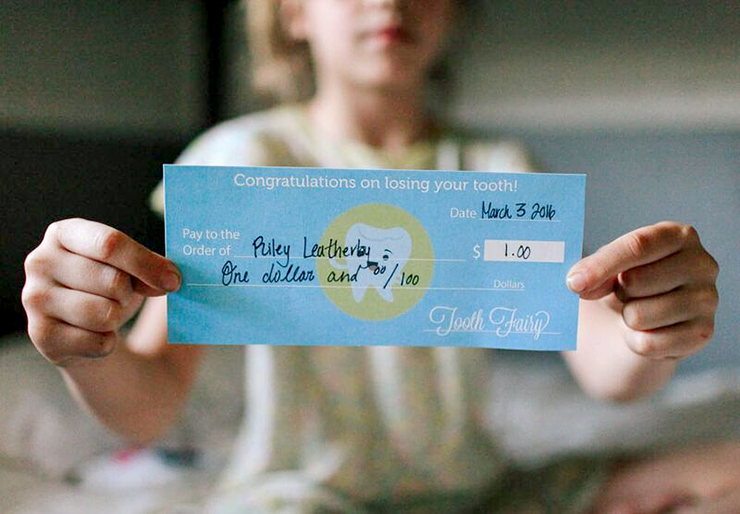 Congratulations on losing your tooth!
Date March 3 2016
Pay to the
Order of Riley Leatherby $ 1.00
One dollar and 00/100 Dollars
Tooth Fairy